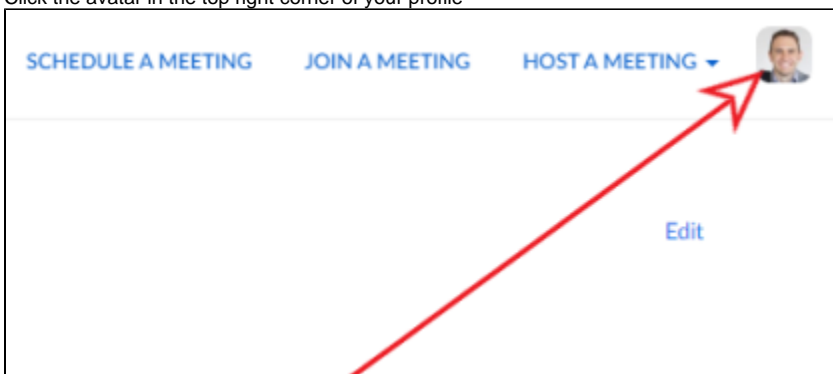 Click the avatar in the top right corner of your profile
SCHEDULE A MEETING JOIN A MEETING HOST A MEETING
Edit